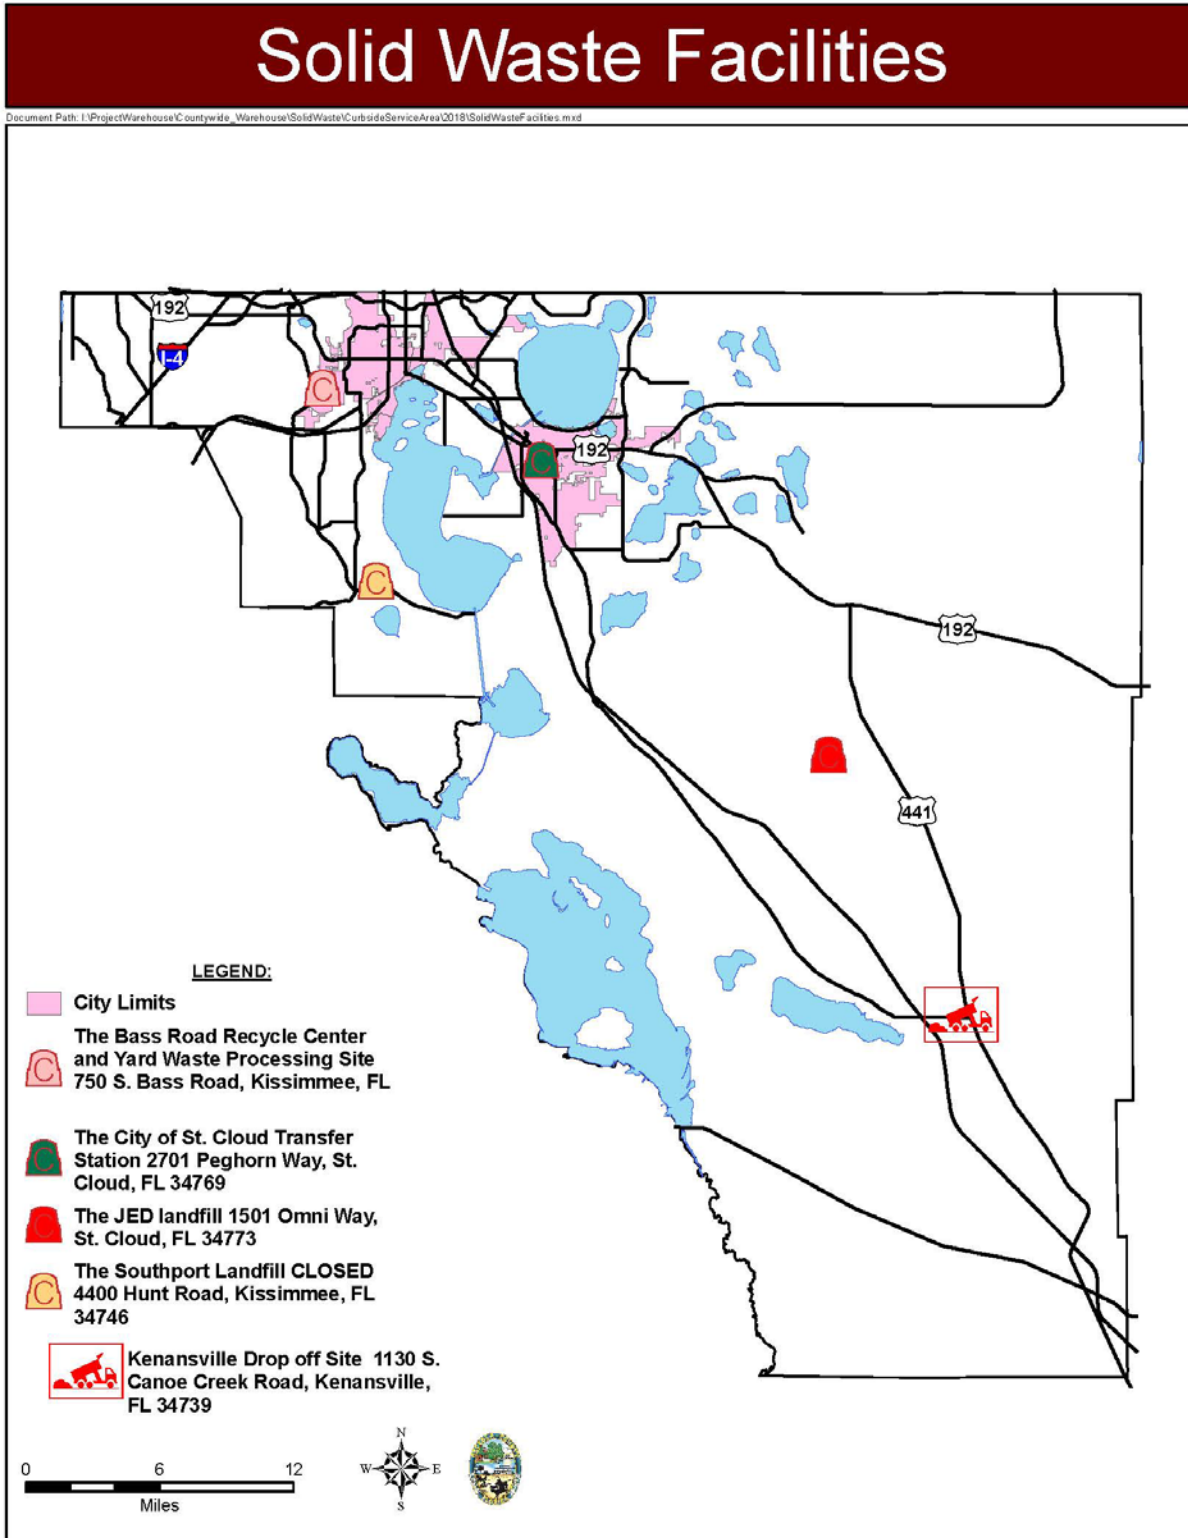 Solid Waste Facilities
Document Path: I:\ProjectWarehouse\Countywide_Warehouse\SolidWaste\CurbsideServiceArea\2018\SolidWasteFacilities.mxd
192
I-4
C
C
192
C
192
C
441
LEGEND:
City Limits
The Bass Road Recycle Center
and Yard Waste Processing Site
750 S. Bass Road, Kissimmee, FL
C
The City of St. Cloud Transfer
Station 2701 Peghorn Way, St.
Cloud, FL 34769
C
The JED landfill 1501 Omni Way,
St. Cloud, FL 34773
C
The Southport Landfill CLOSED
4400 Hunt Road, Kissimmee, FL
34746
C
Kenansville Drop off Site 1130 S.
Canoe Creek Road, Kenansville,
FL 34739
0 6 12
Miles
N
W E
S